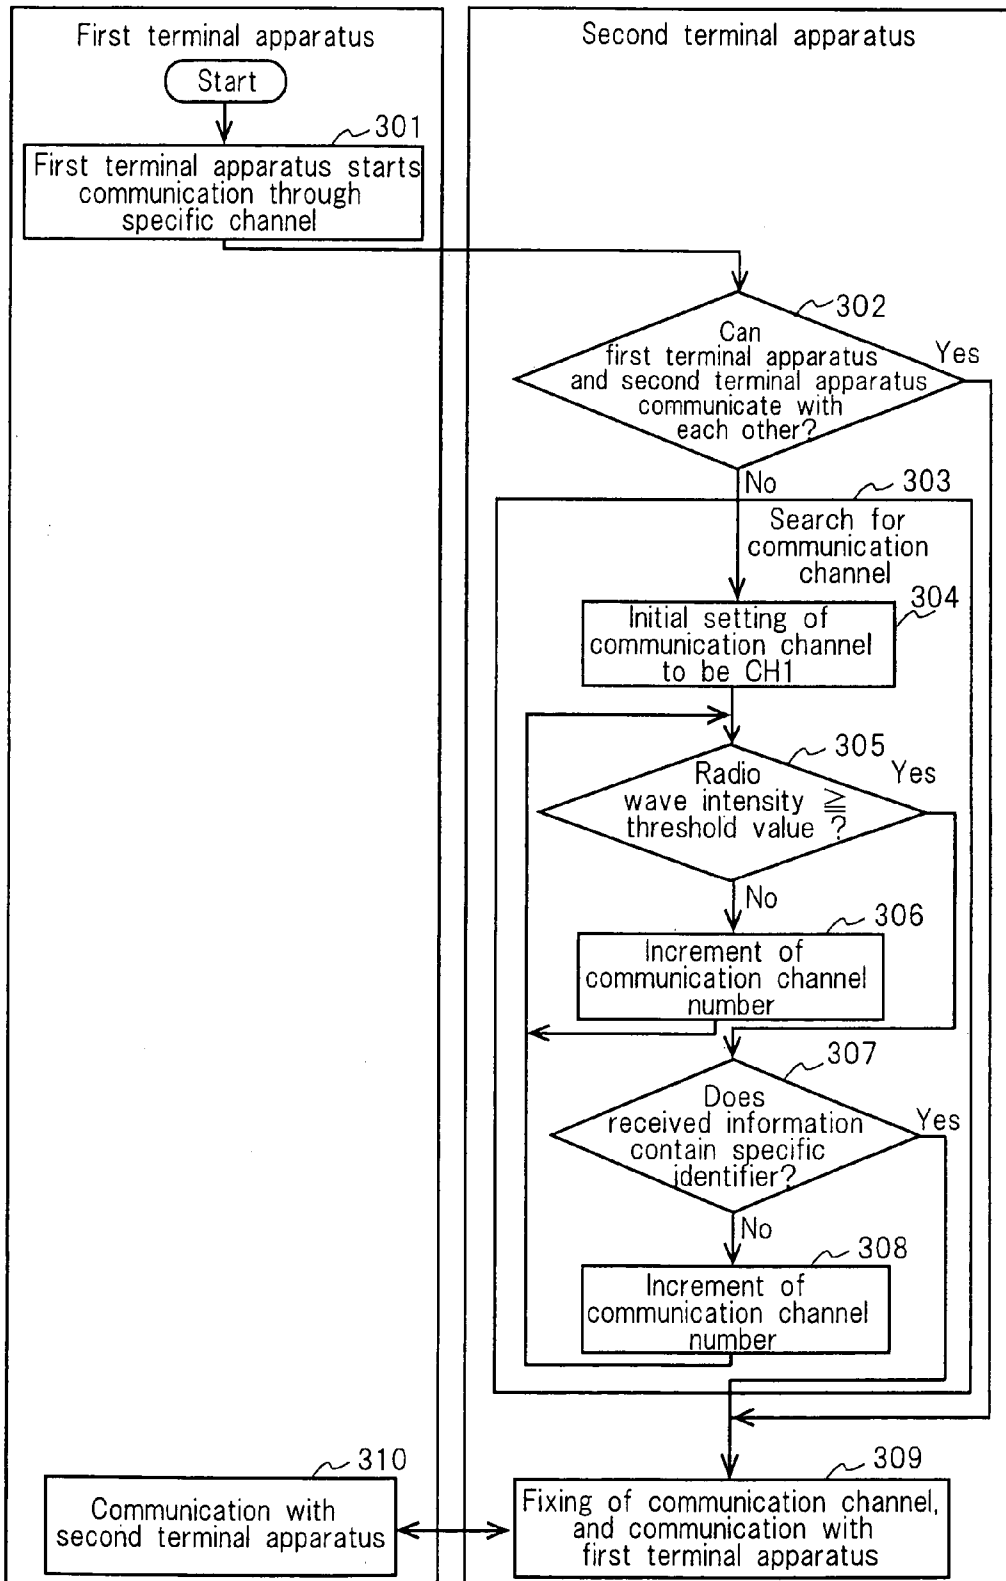 First terminal apparatus
Second terminal apparatus
Start
301
First terminal apparatus starts
communication through
specific channel
302
Can
first terminal apparatus
and second terminal apparatus
communicate with
each other?
Yes
No
303
Search for
communication
channel
304
Initial setting of
communication channel
to be CH1
305
Radio
wave intensity ≧
threshold value ?
Yes
No
306
Increment of
communication channel
number
307
Does
received information
contain specific
identifier?
Yes
No
308
Increment of
communication channel
number
310
Communication with
second terminal apparatus
309
Fixing of communication channel,
and communication with
first terminal apparatus